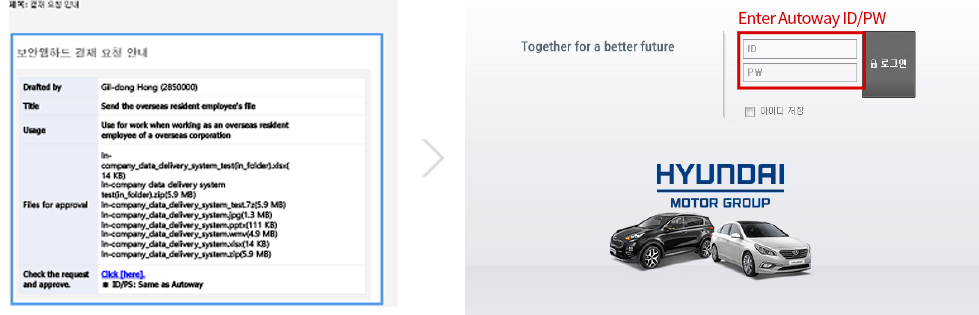 제목: 결재 요청 안내
보안웹하드 결재 요청 안내
Drafted by Gil-dong Hong (2850000)
Title Send the overseas resident employee's file
Usage Use for work when working as an overseas resident
employee of a overseas corporation
Files for approval
In-
company_data_delivery_system_test(in_folder).xlsx(
14 KB)
In-company data delivery system
test(in_folder).zip(5.9 MB)
In-company_data_delivery_system_test.7z(5.9 MB)
In-company_data_delivery_system.jpg(1.3 MB)
In-company_data_delivery_system.pptx(111 KB)
In-company_data_delivery_system.wmv(4.9 MB)
In-company_data_delivery_system.xlsx(14 KB)
In-company_data_delivery_system.zip(5.9 MB)
Check the request
and approve.
Click [here].
※ ID/PS: Same as Autoway
Enter Autoway ID/PW
Together for a better future
ID
PW
로그인
아이디 저장
HYUNDAI
MOTOR GROUP